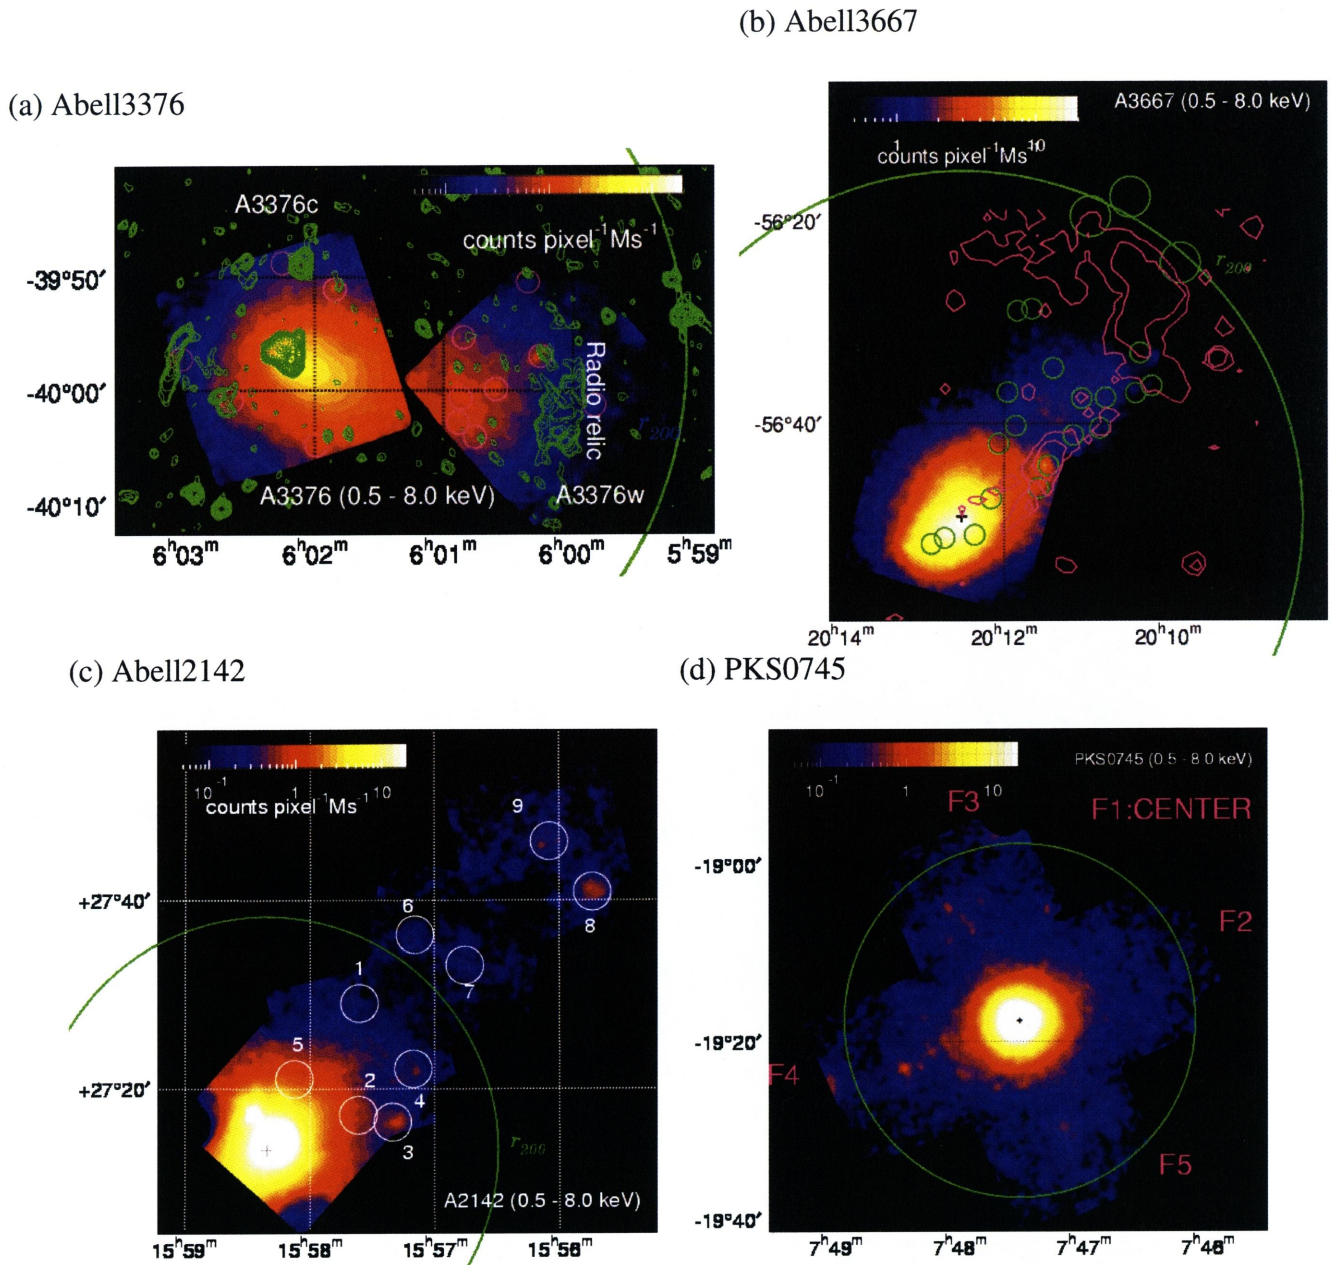 (a) Abell3376
A3376c
counts pixel⁻¹Ms⁻¹
-39°50′
-40°00′
-40°10′
Radio relic
r₂₀₀
A3376 (0.5 - 8.0 keV)
A3376w
6ʰ03ᵐ 6ʰ02ᵐ 6ʰ01ᵐ 6ʰ00ᵐ 5ʰ59ᵐ
(b) Abell3667
A3667 (0.5 - 8.0 keV)
1 10
counts pixel⁻¹Ms⁻¹
-56°20′
r₂₀₀
-56°40′
20ʰ14ᵐ 20ʰ12ᵐ 20ʰ10ᵐ
(c) Abell2142
10⁻¹ 1 10
counts pixel⁻¹Ms⁻¹
9
+27°40′
6
8
1
7
5
+27°20′
2
4
3
r₂₀₀
A2142 (0.5 - 8.0 keV)
15ʰ59ᵐ 15ʰ58ᵐ 15ʰ57ᵐ 15ʰ56ᵐ
(d) PKS0745
PKS0745 (0.5 - 8.0 keV)
10⁻¹ 1 10
F3
F1:CENTER
-19°00′
F2
-19°20′
F4
F5
-19°40′
7ʰ49ᵐ 7ʰ48ᵐ 7ʰ47ᵐ 7ʰ46ᵐ